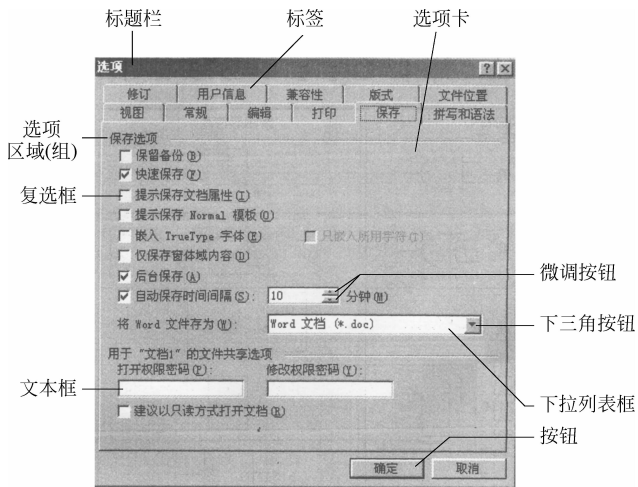 标题栏
标签
选项卡
选项
修订 用户信息 兼容性 版式 文件位置
视图 常规 编辑 打印 保存 拼写和语法
选项
区域(组)
保存选项
保留备份(B)
快速保存(F)
复选框
提示保存文档属性(I)
提示保存 Normal 模板(O)
嵌入 TrueType 字体(E) 只嵌入所用字符(T)
仅保存窗体域内容(D)
后台保存(A)
微调按钮
自动保存时间间隔(S): 10 分钟(M)
将 Word 文件存为(W): Word 文档 (*.doc)
下三角按钮
用于“文档1”的文件共享选项
打开权限密码(P): 修改权限密码(Y):
文本框
下拉列表框
建议以只读方式打开文档(R)
按钮
确定 取消